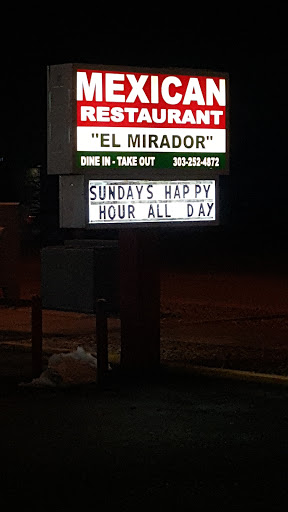 MEXICAN
RESTAURANT
"EL MIRADOR"
DINE IN - TAKE OUT 303-252-4872
SUNDAYS HAPPY
HOUR ALL DAY